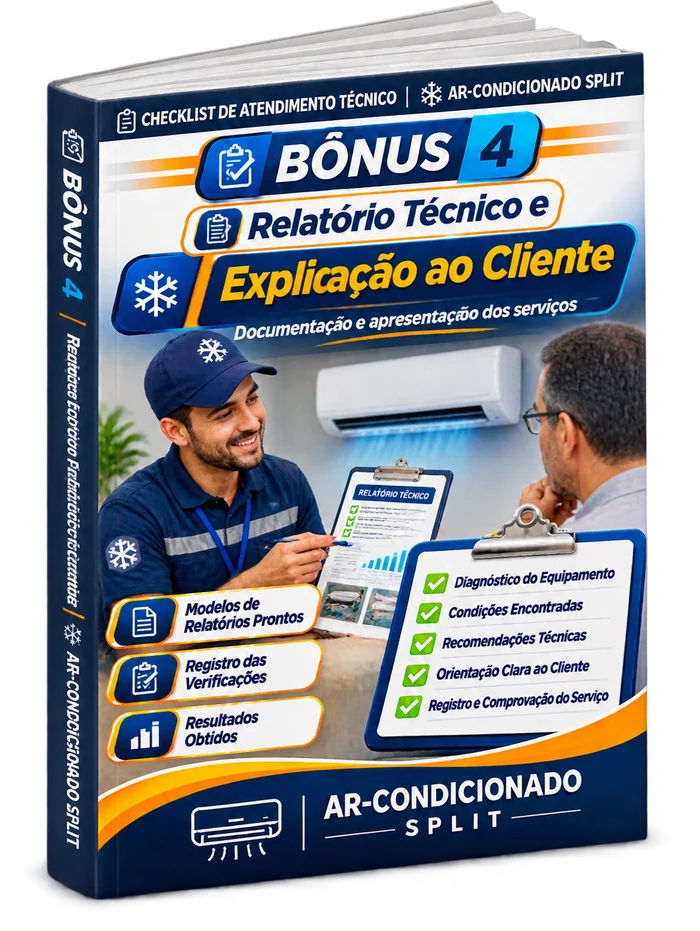 CHECKLIST DE ATENDIMENTO TÉCNICO | AR-CONDICIONADO SPLIT
BÔNUS 4
Relatório Técnico e
Explicação ao Cliente
Documentação e apresentação dos serviços
RELATÓRIO TÉCNICO
Diagnóstico do Equipamento
Condições Encontradas
Recomendações Técnicas
Orientação Clara ao Cliente
Registro e Comprovação do Serviço
Modelos de
Relatórios Prontos
Registro das
Verificações
Resultados
Obtidos
AR-CONDICIONADO
SPLIT
BÔNUS 4
SPLIT